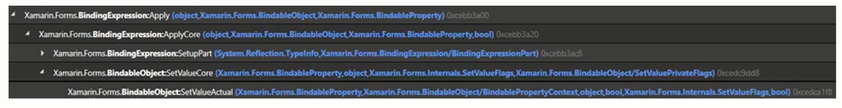 Xamarin.Forms.BindingExpression:Apply (object,Xamarin.Forms.BindableObject,Xamarin.Forms.BindableProperty) 0xcebb3a00
Xamarin.Forms.BindingExpression:ApplyCore (object,Xamarin.Forms.BindableObject,Xamarin.Forms.BindableProperty,bool) 0xcebb3a20
Xamarin.Forms.BindingExpression:SetupPart (System.Reflection.TypeInfo,Xamarin.Forms.BindingExpression/BindingExpressionPart) 0xcebb3ac8
Xamarin.Forms.BindableObject:SetValueCore (Xamarin.Forms.BindableProperty,object,Xamarin.Forms.Internals.SetValueFlags,Xamarin.Forms.BindableObject/SetValuePrivateFlags) 0xcedc9dd8
Xamarin.Forms.BindableObject:SetValueActual (Xamarin.Forms.BindableProperty,Xamarin.Forms.BindableObject/BindablePropertyContext,object,bool,Xamarin.Forms.Internals.SetValueFlags,bool) 0xcedca1f8